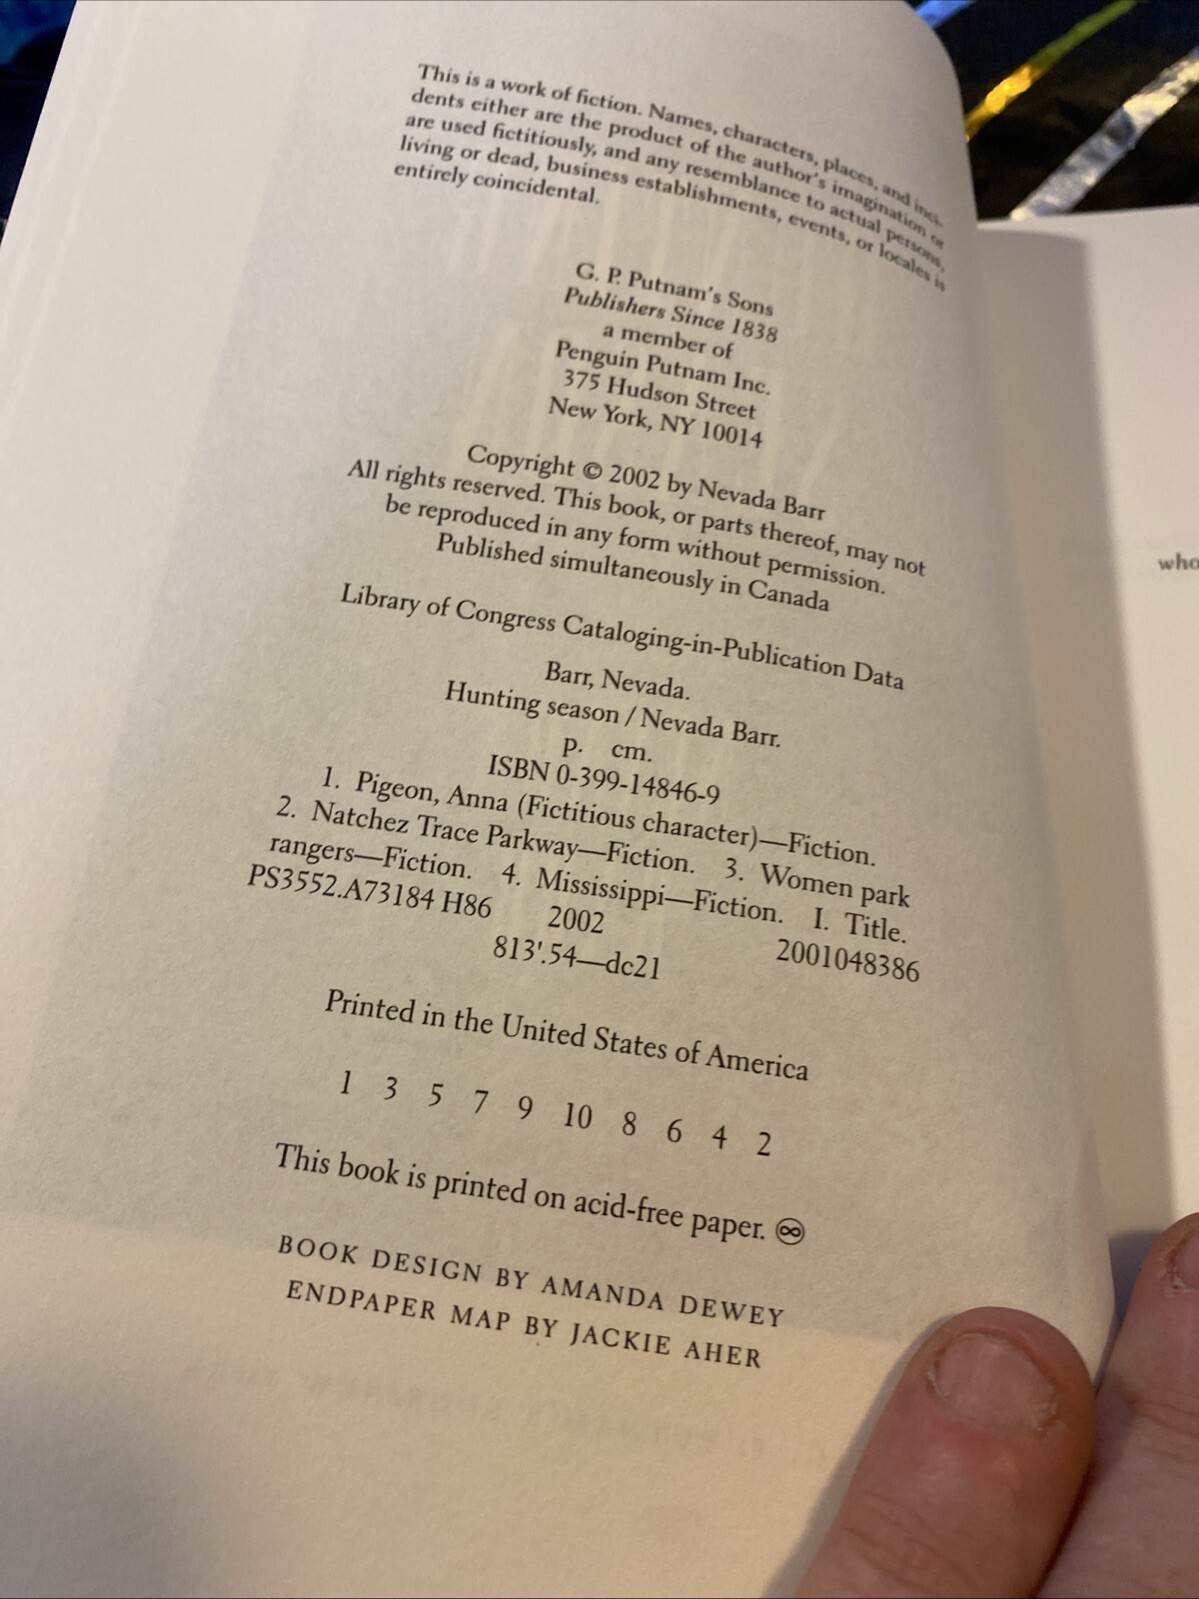 This is a work of fiction. Names, characters, places, and inci-
dents either are the product of the author's imagination or
are used fictitiously, and any resemblance to actual persons,
living or dead, business establishments, events, or locales is
entirely coincidental.
G. P. Putnam's Sons
Publishers Since 1838
a member of
Penguin Putnam Inc.
375 Hudson Street
New York, NY 10014
Copyright © 2002 by Nevada Barr
All rights reserved. This book, or parts thereof, may not
be reproduced in any form without permission.
Published simultaneously in Canada
Library of Congress Cataloging-in-Publication Data
Barr, Nevada.
Hunting season / Nevada Barr.
p. cm.
ISBN 0-399-14846-9
1. Pigeon, Anna (Fictitious character)—Fiction.
2. Natchez Trace Parkway—Fiction. 3. Women park
rangers—Fiction. 4. Mississippi—Fiction. I. Title.
PS3552.A73184 H86 2002 2001048386
813'.54—dc21
Printed in the United States of America
1 3 5 7 9 10 8 6 4 2
This book is printed on acid-free paper. ♾
BOOK DESIGN BY AMANDA DEWEY
ENDPAPER MAP BY JACKIE AHER
who